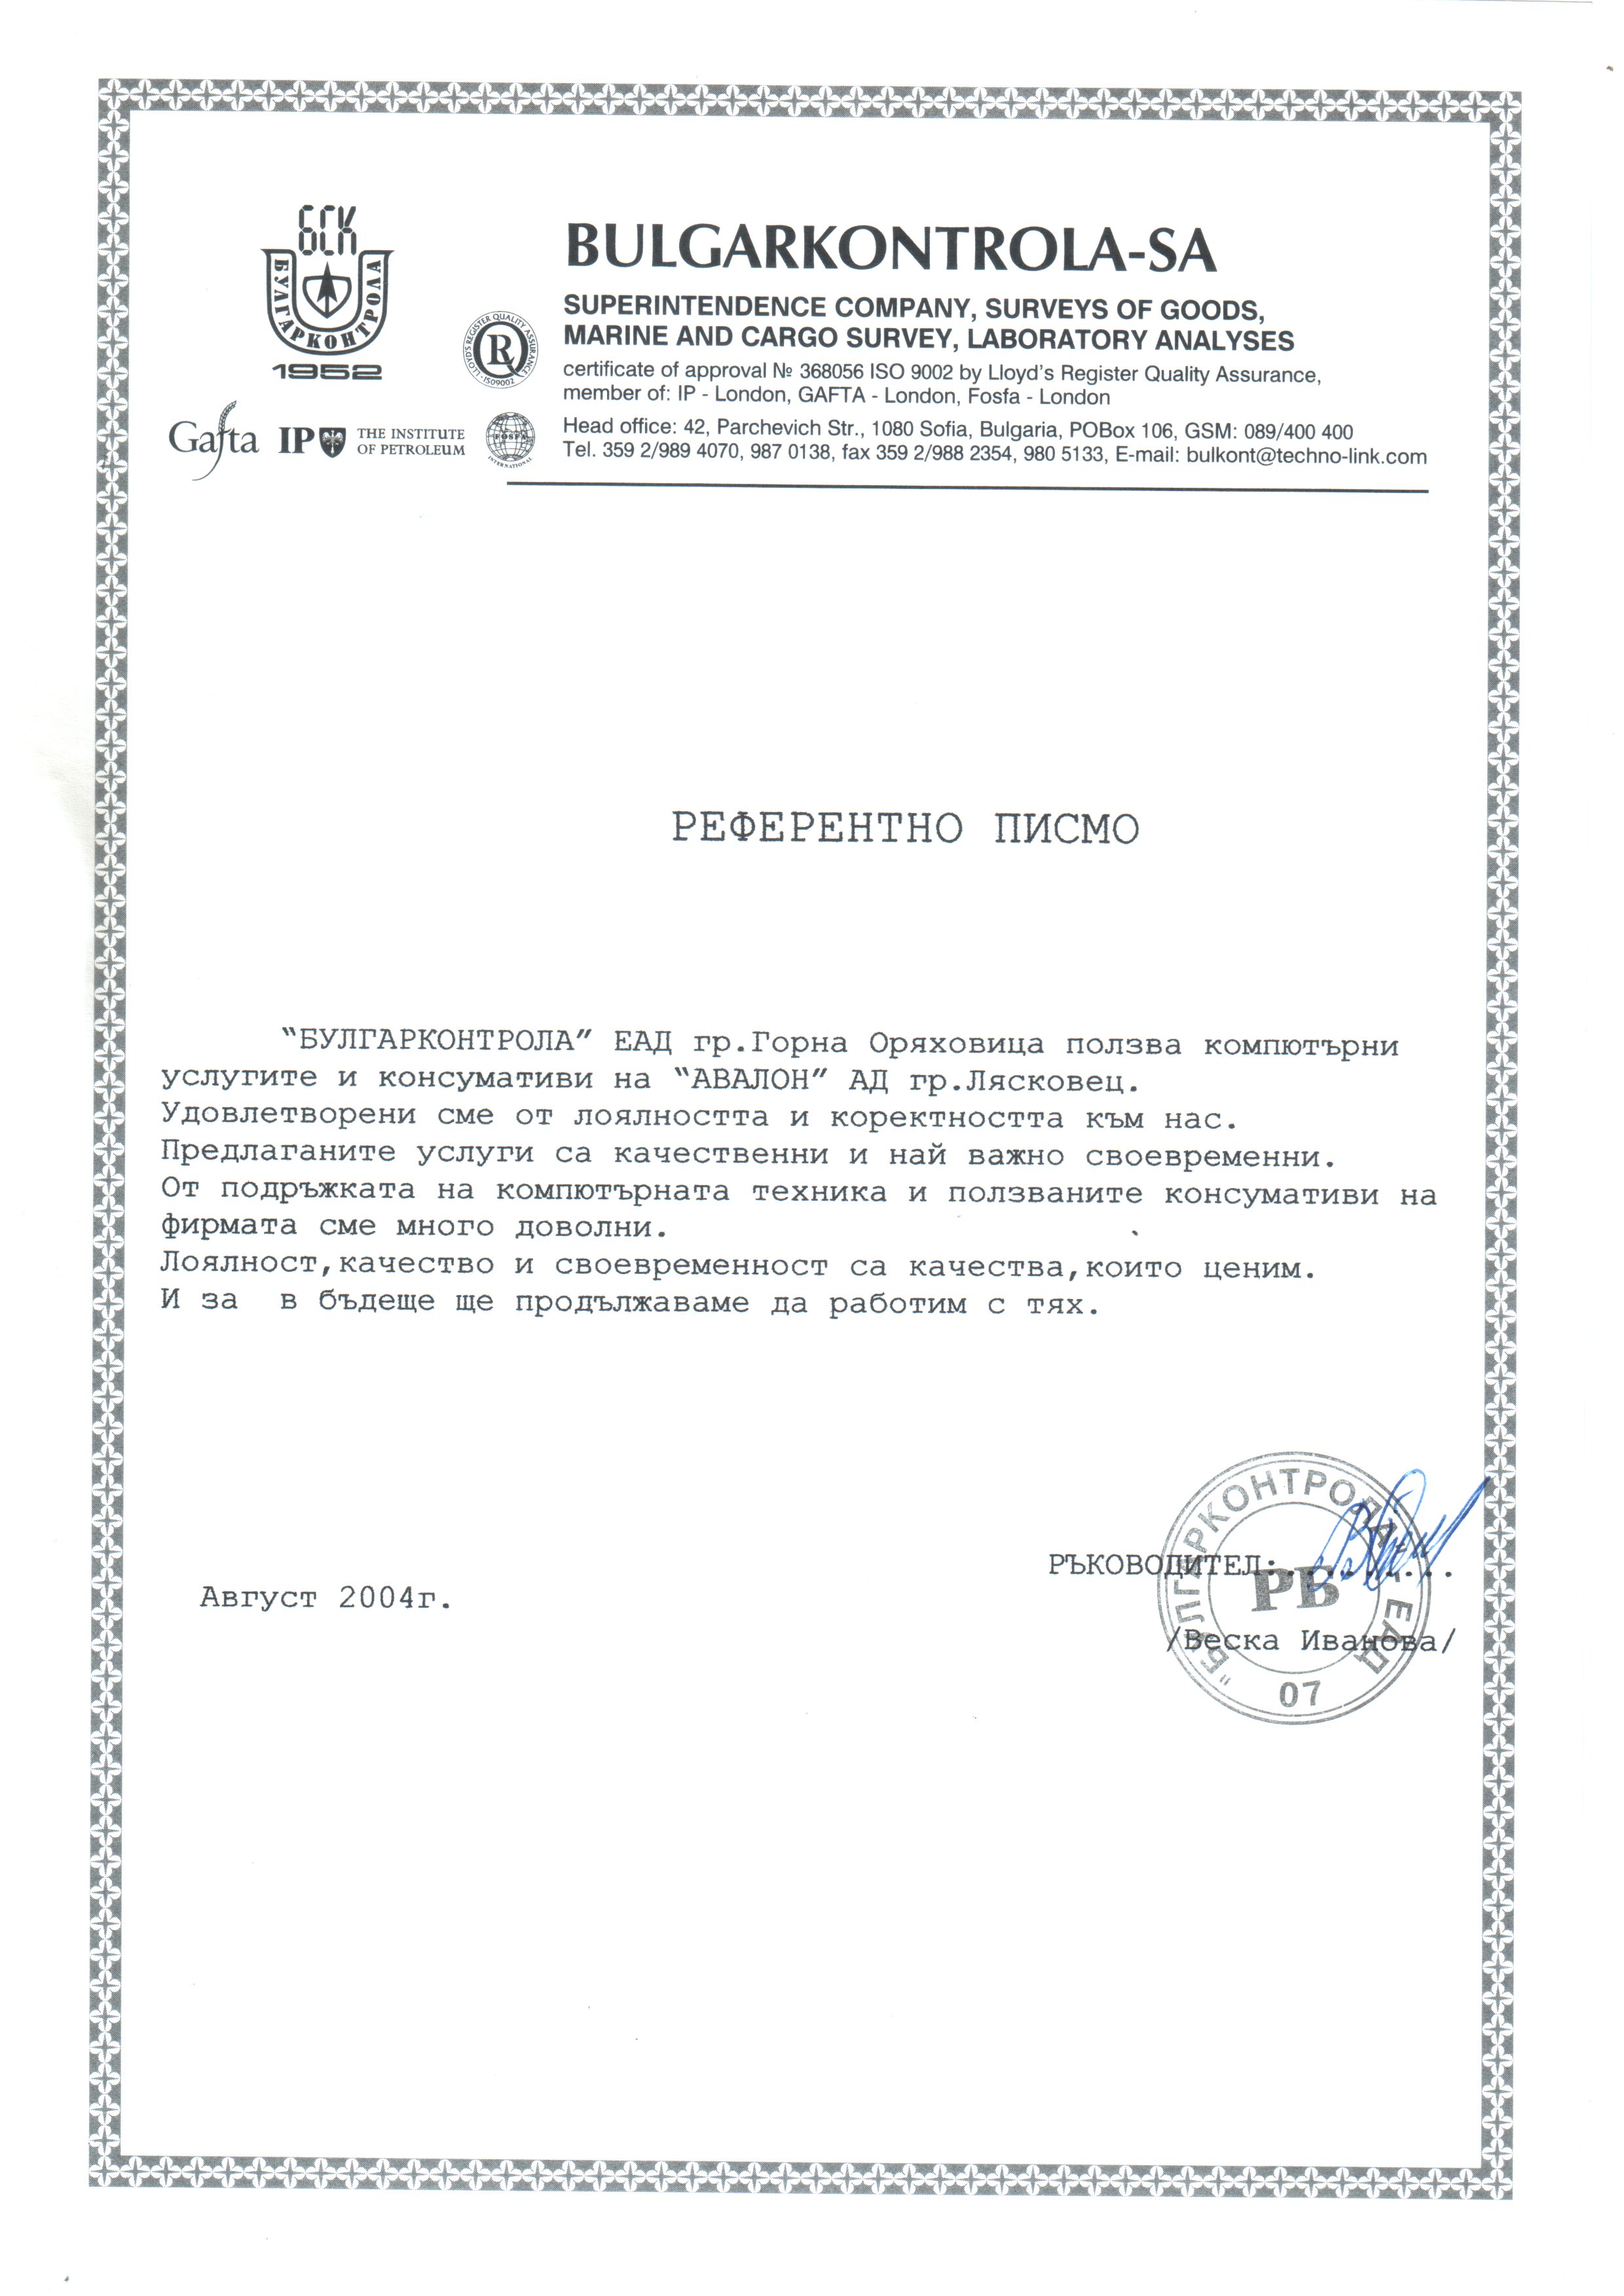 БСК
БУЛГАРКОНТРОЛА
1952
LLOYD'S REGISTER QUALITY ASSURANCE
ISO9002
Gafta IP THE INSTITUTE
OF PETROLEUM
FOSFA
INTERNATIONAL
BULGARKONTROLA-SA
SUPERINTENDENCE COMPANY, SURVEYS OF GOODS,
MARINE AND CARGO SURVEY, LABORATORY ANALYSES
certificate of approval № 368056 ISO 9002 by Lloyd's Register Quality Assurance,
member of: IP - London, GAFTA - London, Fosfa - London
Head office: 42, Parchevich Str., 1080 Sofia, Bulgaria, POBox 106, GSM: 089/400 400
Tel. 359 2/989 4070, 987 0138, fax 359 2/988 2354, 980 5133, E-mail: bulkont@techno-link.com
РЕФЕРЕНТНО ПИСМО
"БУЛГАРКОНТРОЛА" ЕАД гр.Горна Оряховица ползва компютърни
услугите и консумативи на "АВАЛОН" АД гр.Лясковец.
Удовлетворени сме от лоялността и коректността към нас.
Предлаганите услуги са качественни и най важно своевременни.
От подръжката на компютърната техника и ползваните консумативи на
фирмата сме много доволни.
Лоялност,качество и своевременност са качества,които ценим.
И за  в бъдеще ще продължаваме да работим с тях.
РЪКОВОДИТЕЛ:...........
Август 2004г.
/Веска Иванова/
"БУЛГАРКОНТРОЛА" - ЕАД
РБ
07